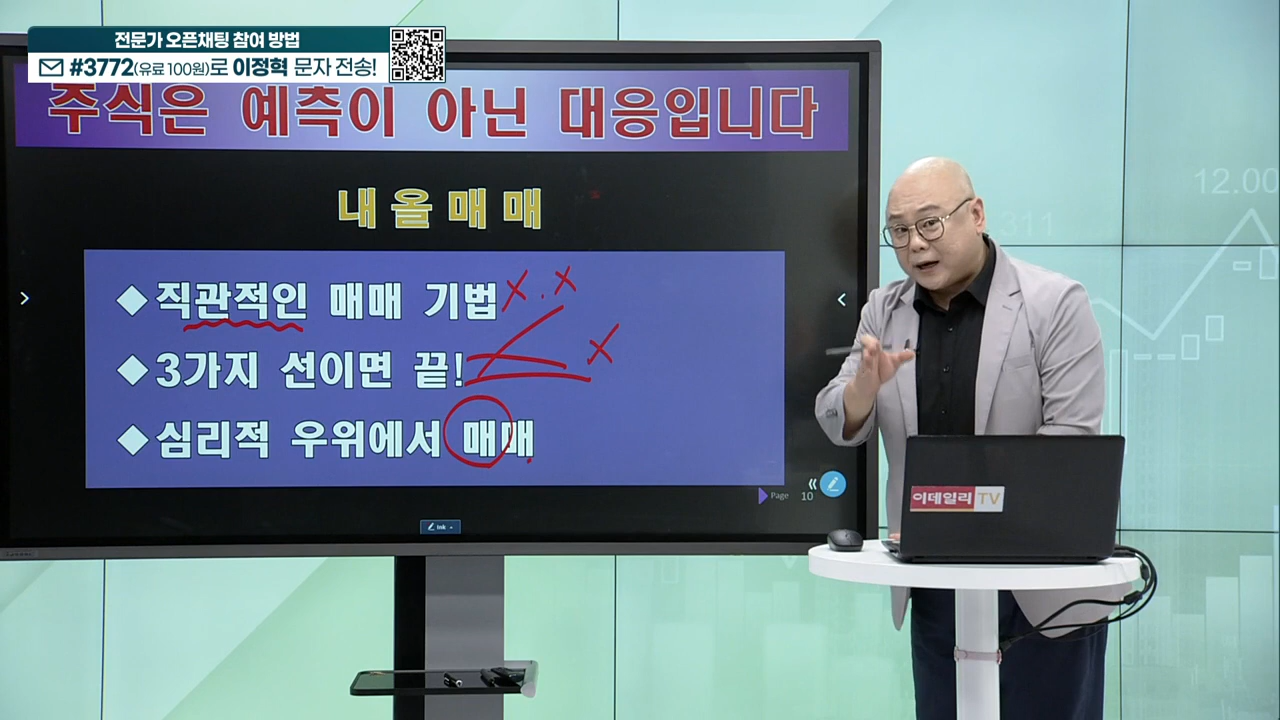 전문가 오픈채팅 참여 방법
#3772(유료 100원)로 이정혁 문자 전송!
주식은 예측이 아닌 대응입니다
내올매매
◆직관적인 매매 기법
◆3가지 선이면 끝!
◆심리적 우위에서 매매
Page 10
Ink
이데일리TV
12.00
311